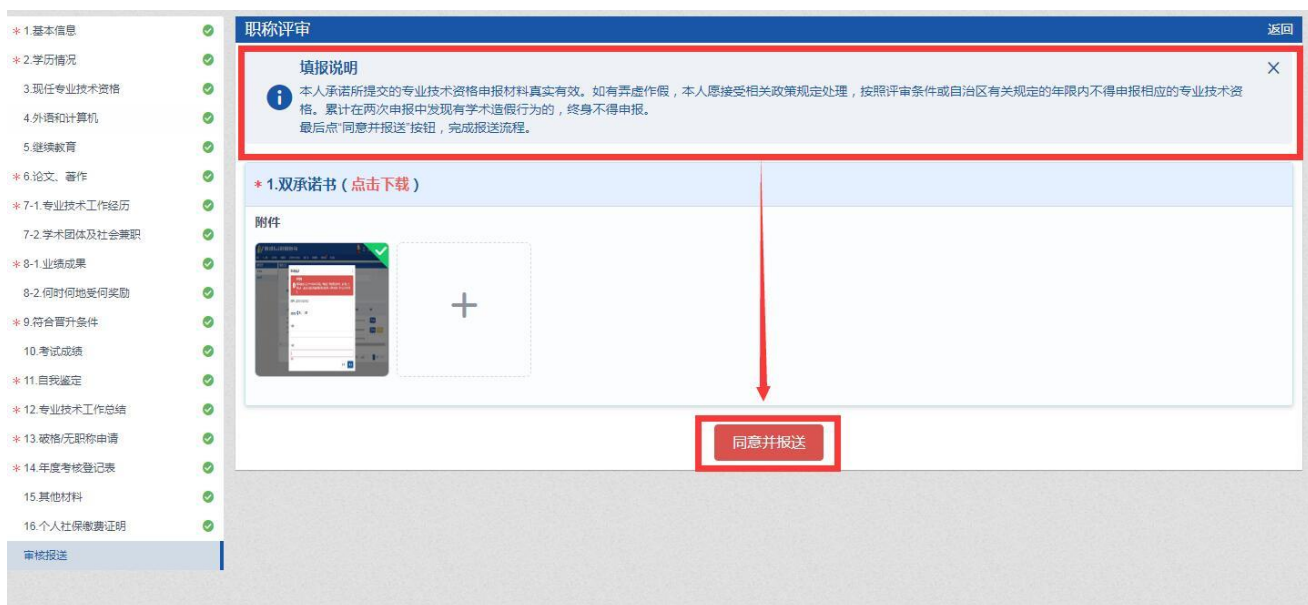 * 1.基本信息
* 2.学历情况
3.现任专业技术资格
4.外语和计算机
5.继续教育
* 6.论文、著作
* 7-1.专业技术工作经历
7-2.学术团体及社会兼职
* 8-1.业绩成果
8-2.何时何地受何奖励
* 9.符合晋升条件
10.考试成绩
* 11.自我鉴定
* 12.专业技术工作总结
* 13.破格/无职称申请
* 14.年度考核登记表
15.其他材料
16.个人社保缴费证明
审核报送
职称评审
返回
填报说明
本人承诺所提交的专业技术资格申报材料真实有效。如有弄虚作假，本人愿接受相关政策规定处理，按照评审条件或自治区有关规定的年限内不得申报相应的专业技术资
格。累计在两次申报中发现有学术造假行为的，终身不得申报。
最后点“同意并报送”按钮，完成报送流程。
* 1.双承诺书（点击下载）
附件
同意并报送